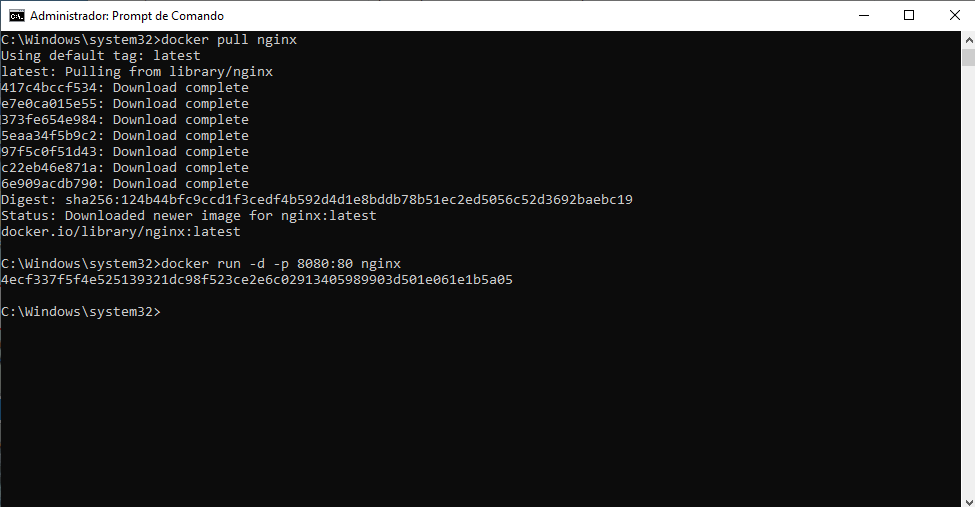 Administrador: Prompt de Comando
C:\Windows\system32>docker pull nginx
Using default tag: latest
latest: Pulling from library/nginx
417c4bccf534: Download complete
e7e0ca015e55: Download complete
373fe654e984: Download complete
5eaa34f5b9c2: Download complete
97f5c0f51d43: Download complete
c22eb46e871a: Download complete
6e909acdb790: Download complete
Digest: sha256:124b44bfc9ccd1f3cedf4b592d4d1e8bddb78b51ec2ed5056c52d3692baebc19
Status: Downloaded newer image for nginx:latest
docker.io/library/nginx:latest
C:\Windows\system32>docker run -d -p 8080:80 nginx
4ecf337f5f4e525139321dc98f523ce2e6c02913405989903d501e061e1b5a05
C:\Windows\system32>